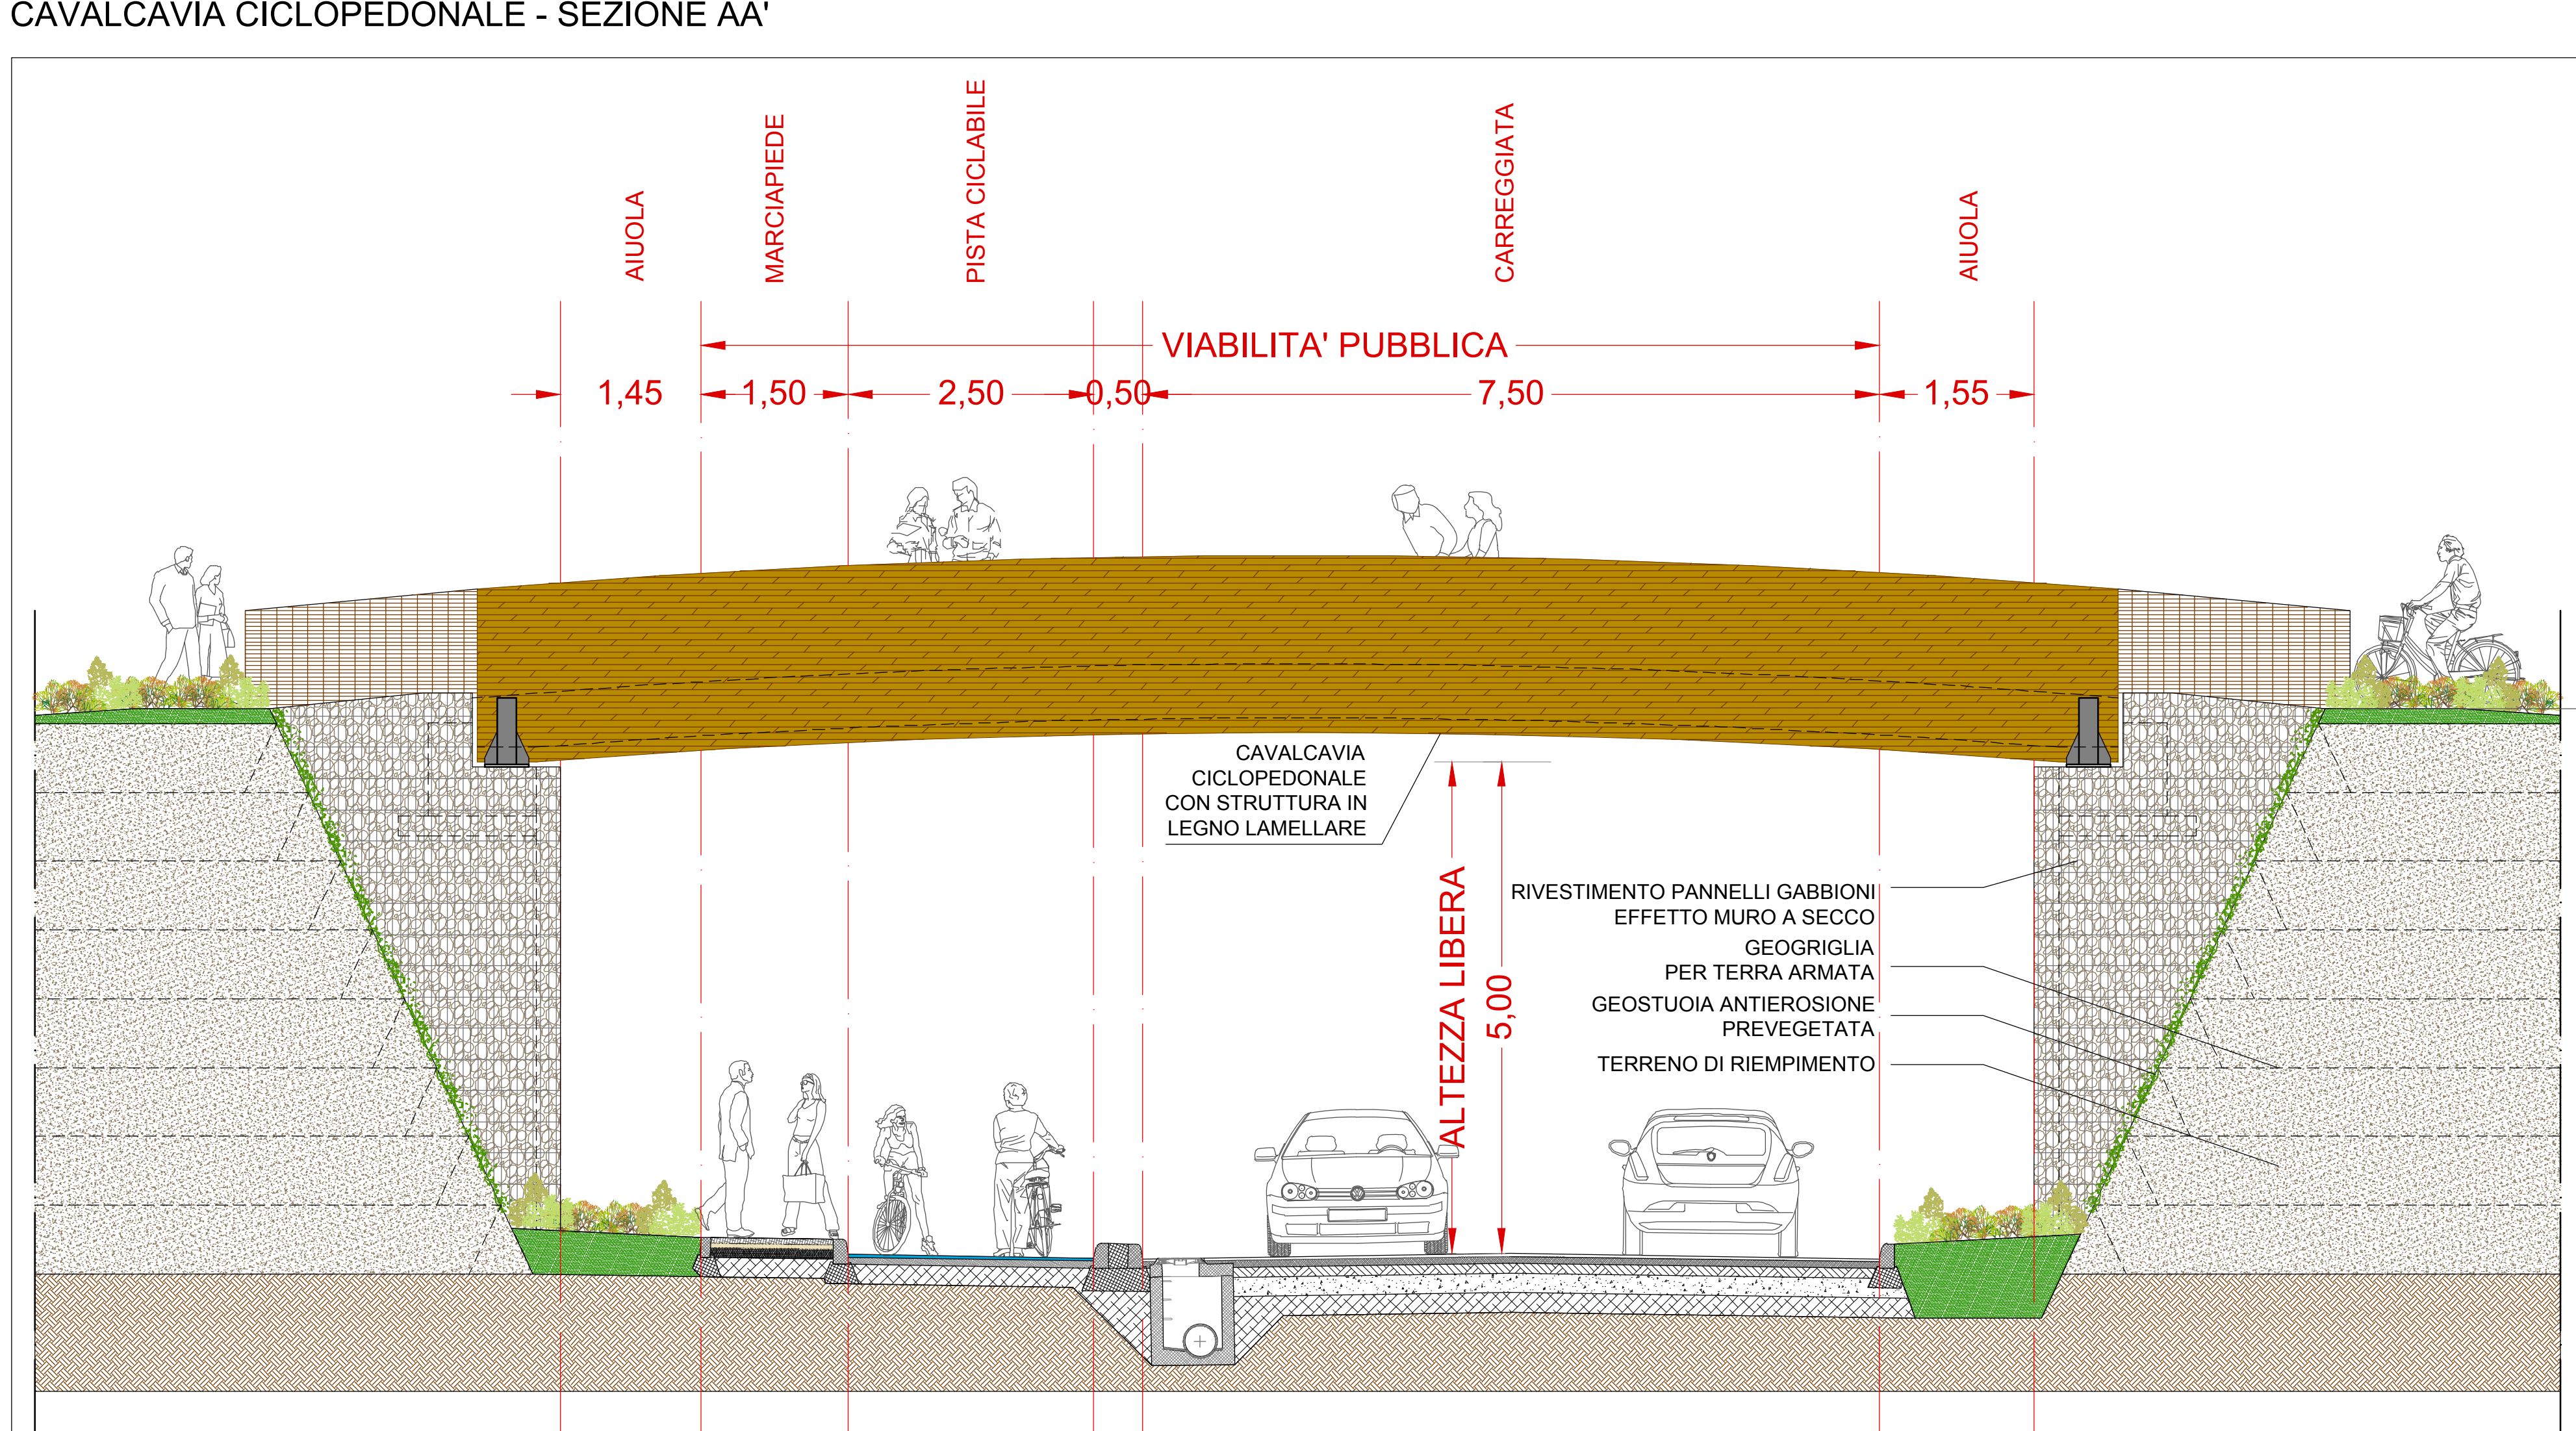 CAVALCAVIA CICLOPEDONALE - SEZIONE AA'
AIUOLA
MARCIAPIEDE
PISTA CICLABILE
CARREGGIATA
AIUOLA
VIABILITA' PUBBLICA
1,45
1,50
2,50
0,50
7,50
1,55
CAVALCAVIA
CICLOPEDONALE
CON STRUTTURA IN
LEGNO LAMELLARE
ALTEZZA LIBERA
5,00
RIVESTIMENTO PANNELLI GABBIONI
EFFETTO MURO A SECCO
GEOGRIGLIA
PER TERRA ARMATA
GEOSTUOIA ANTIEROSIONE
PREVEGETATA
TERRENO DI RIEMPIMENTO